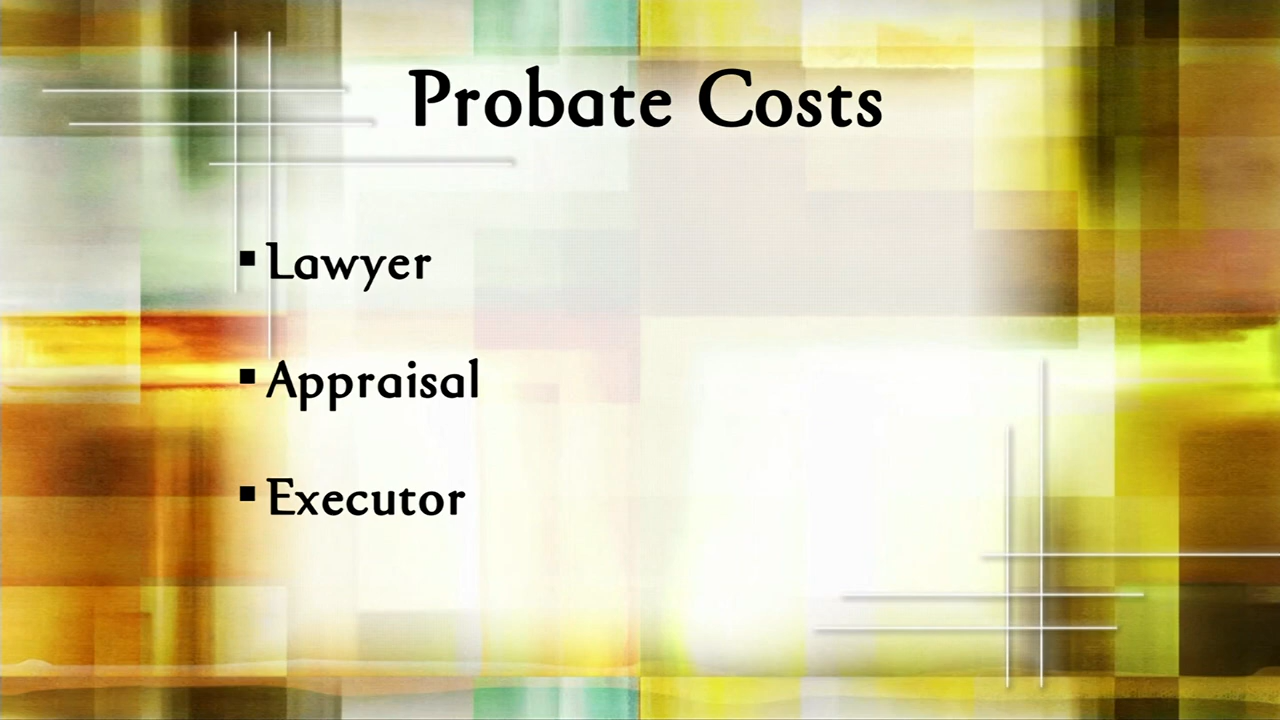 Probate Costs
▪ Lawyer
▪ Appraisal
▪ Executor